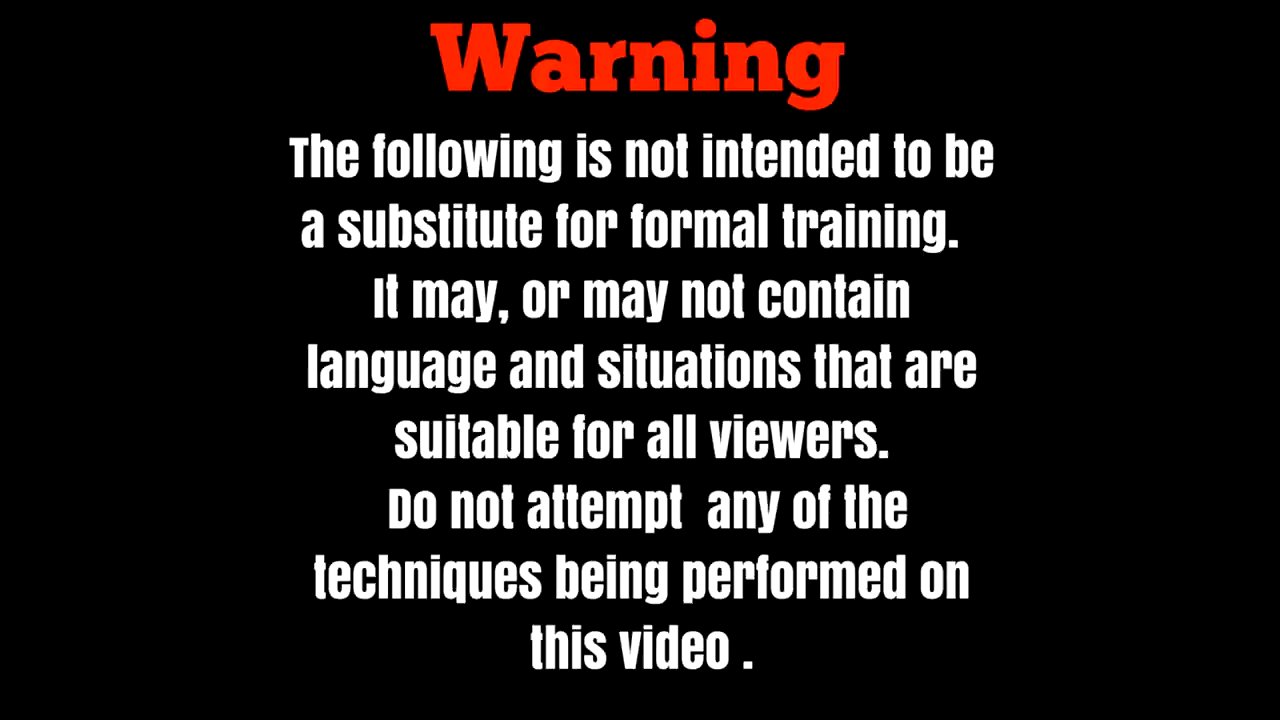 Warning
The following is not intended to be
a substitute for formal training.
It may, or may not contain
language and situations that are
suitable for all viewers.
Do not attempt  any of the
techniques being performed on
this video .